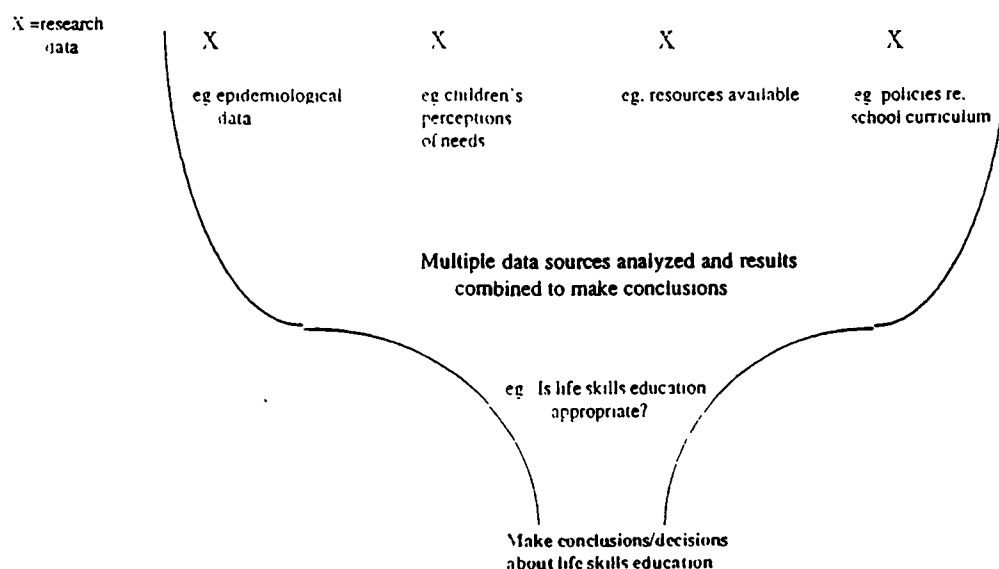 X =research
data
X X X X
eg epidemiological
data
eg children's
perceptions
of needs
eg. resources available
eg policies re.
school curriculum
Multiple data sources analyzed and results
combined to make conclusions
eg Is life skills education
appropriate?
Make conclusions/decisions
about life skills education